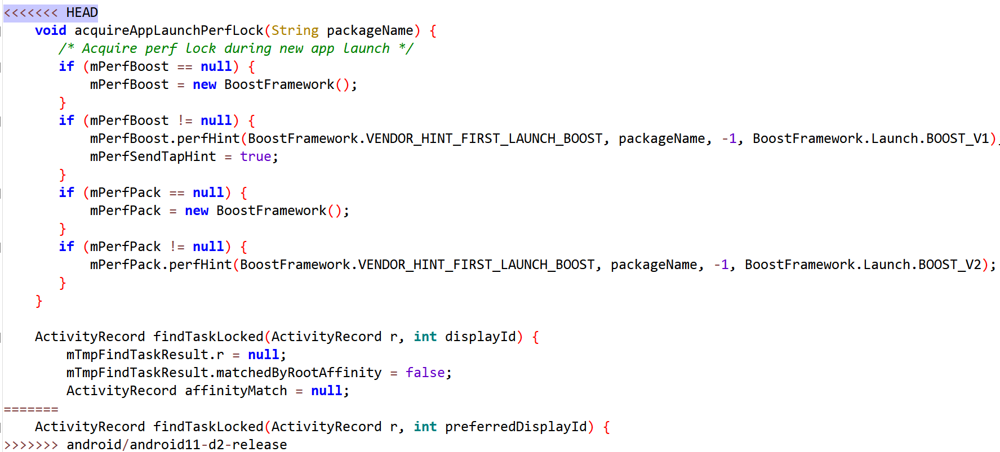 <<<<<<< HEAD
    void acquireAppLaunchPerfLock(String packageName) {
       /* Acquire perf lock during new app launch */
       if (mPerfBoost == null) {
           mPerfBoost = new BoostFramework();
       }
       if (mPerfBoost != null) {
           mPerfBoost.perfHint(BoostFramework.VENDOR_HINT_FIRST_LAUNCH_BOOST, packageName, -1, BoostFramework.Launch.BOOST_V1)
           mPerfSendTapHint = true;
       }
       if (mPerfPack == null) {
           mPerfPack = new BoostFramework();
       }
       if (mPerfPack != null) {
           mPerfPack.perfHint(BoostFramework.VENDOR_HINT_FIRST_LAUNCH_BOOST, packageName, -1, BoostFramework.Launch.BOOST_V2);
       }
    }

    ActivityRecord findTaskLocked(ActivityRecord r, int displayId) {
        mTmpFindTaskResult.r = null;
        mTmpFindTaskResult.matchedByRootAffinity = false;
        ActivityRecord affinityMatch = null;
=======
    ActivityRecord findTaskLocked(ActivityRecord r, int preferredDisplayId) {
>>>>>>> android/android11-d2-release